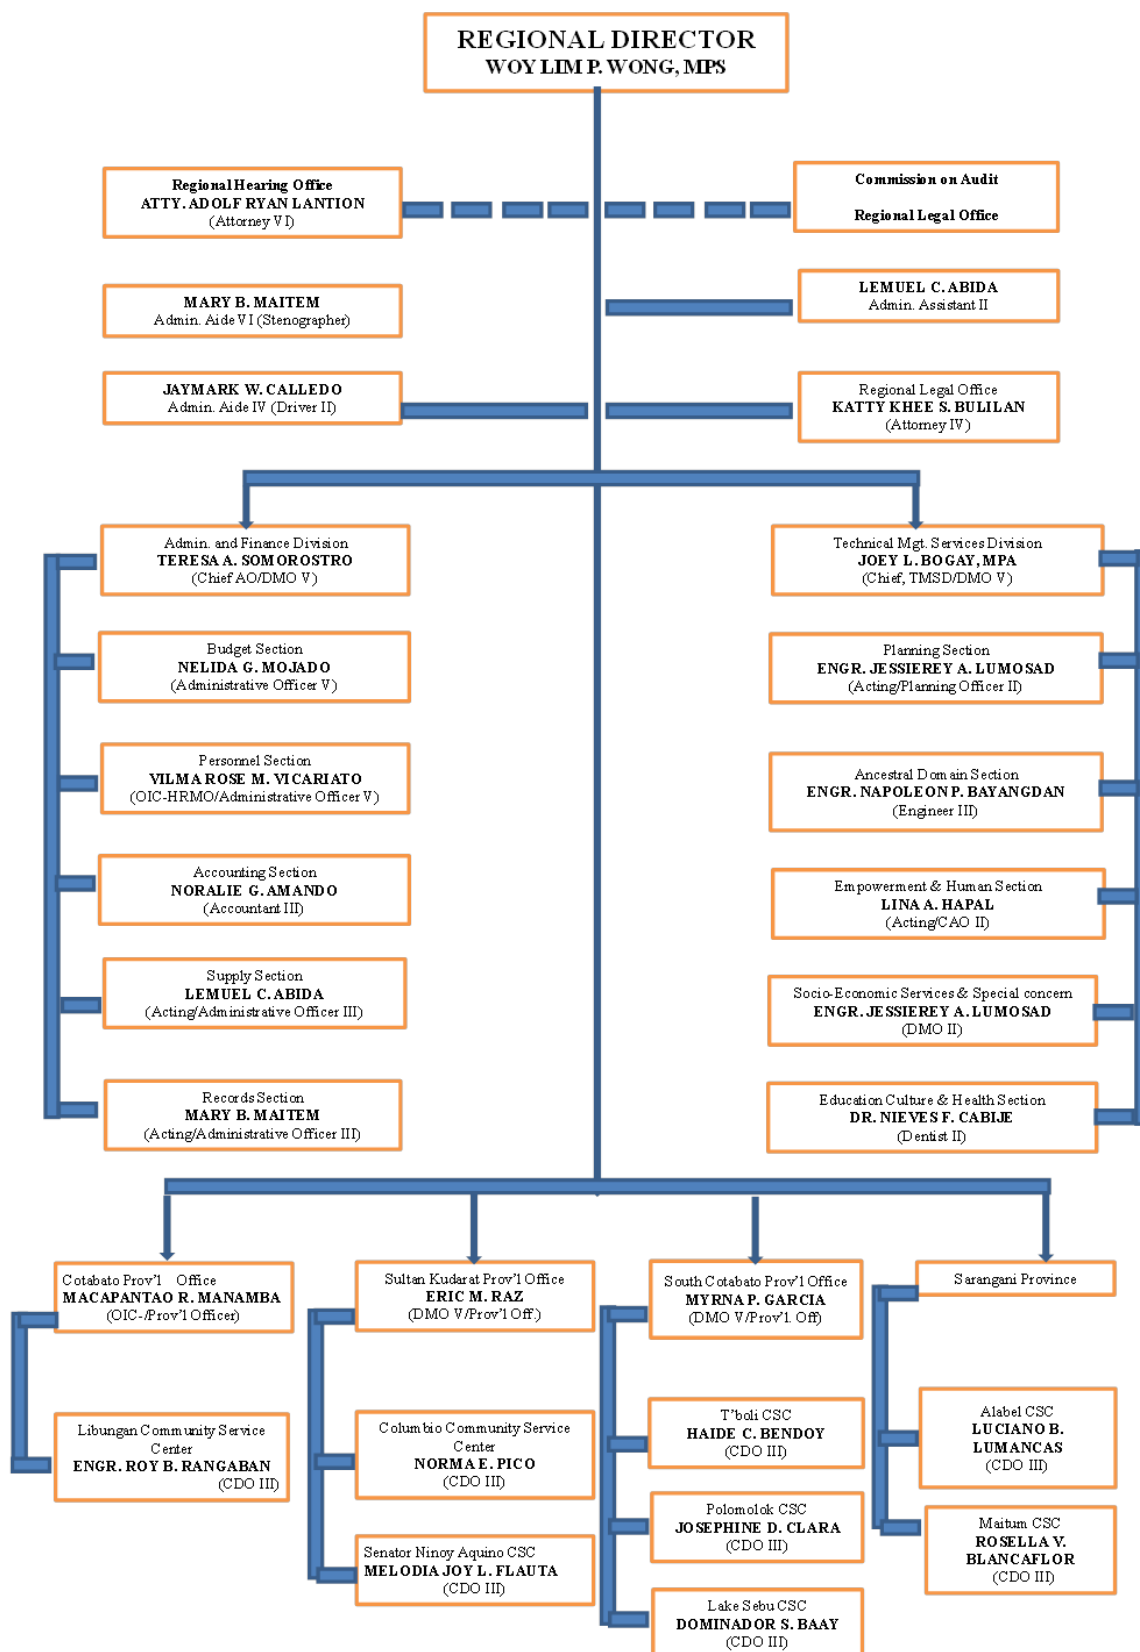 REGIONAL DIRECTOR
WOY LIM P. WONG, MPS
Regional Hearing Office
ATTY. ADOLF RYAN LANTION
(Attorney VI)
Commission on Audit
Regional Legal Office
MARY B. MAITEM
Admin. Aide VI (Stenographer)
LEMUEL C. ABIDA
Admin. Assistant II
JAYMARK W. CALLEDO
Admin. Aide IV (Driver II)
Regional Legal Office
KATTY KHEE S. BULILAN
(Attorney IV)
Admin. and Finance Division
TERESA A. SOMOROSTRO
(Chief AO/DMO V)
Technical Mgt. Services Division
JOEY L. BOGAY, MPA
(Chief, TMSD/DMO V)
Budget Section
NELIDA G. MOJADO
(Administrative Officer V)
Planning Section
ENGR. JESSIEREY A. LUMOSAD
(Acting/Planning Officer II)
Personnel Section
VILMA ROSE M. VICARIATO
(OIC-HRMO/Administrative Officer V)
Ancestral Domain Section
ENGR. NAPOLEON P. BAYANGDAN
(Engineer III)
Accounting Section
NORALIE G. AMANDO
(Accountant III)
Empowerment & Human Section
LINA A. HAPAL
(Acting/CAO II)
Supply Section
LEMUEL C. ABIDA
(Acting/Administrative Officer III)
Socio-Economic Services & Special concern
ENGR. JESSIEREY A. LUMOSAD
(DMO II)
Records Section
MARY B. MAITEM
(Acting/Administrative Officer III)
Education Culture & Health Section
DR. NIEVES F. CABIJE
(Dentist II)
Cotabato Prov'l Office
MACAPANTAO R. MANAMBA
(OIC-/Prov'l Officer)
Sultan Kudarat Prov'l Office
ERIC M. RAZ
(DMO V/Prov'l Off.)
South Cotabato Prov'l Office
MYRNA P. GARCIA
(DMO V/Prov'l. Off)
Sarangani Province
Libungan Community Service
Center
ENGR. ROY B. RANGABAN
(CDO III)
Columbio Community Service
Center
NORMA E. PICO
(CDO III)
T'boli CSC
HAIDE C. BENDOY
(CDO III)
Alabel CSC
LUCIANO B.
LUMANCAS
(CDO III)
Senator Ninoy Aquino CSC
MELODIA JOY L. FLAUTA
(CDO III)
Polomolok CSC
JOSEPHINE D. CLARA
(CDO III)
Maitum CSC
ROSELLA V.
BLANCAFLOR
(CDO III)
Lake Sebu CSC
DOMINADOR S. BAAY
(CDO III)